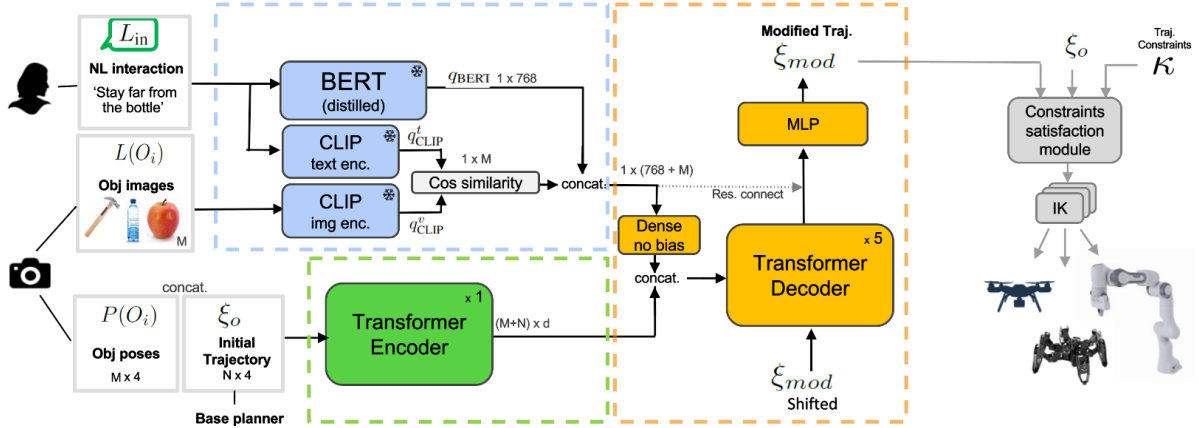 L_in
NL interaction
'Stay far from
the bottle'
L(O_i)
Obj images
M
P(O_i)
Obj poses
M x 4
concat.
ξ_o
Initial
Trajectory
N x 4
Base planner
BERT
(distilled)
q_BERT 1 x 768
CLIP
text enc.
q^t_CLIP
1 x M
Cos similarity
concat.
CLIP
img enc.
q^v_CLIP
x 1
Transformer
Encoder
(M+N) x d
1 x (768 + M)
Res. connect
Dense
no bias
concat.
Modified Traj.
ξ_mod
MLP
x 5
Transformer
Decoder
ξ_mod
Shifted
ξ_o
Traj.
Constraints
κ
Constraints
satisfaction
module
IK